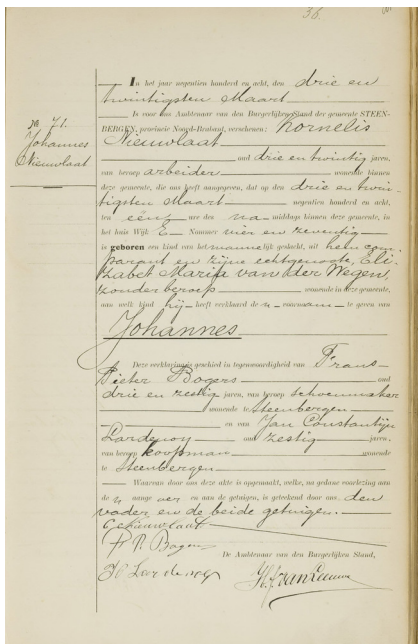 36.
In het jaar negentien honderd en acht, den drie en
twintigsten Maart
Is voor ons Ambtenaar van den Burgerlijken Stand der gemeente STEEN-
BERGEN, provincie Noord-Brabant, verschenen: Kornelis
Nieuwlaat
oud drie en twintig jaren,
van beroep arbeider wonende binnen
deze gemeente, die ons heeft aangegeven, dat op den drie en twin-
tigsten Maart negentien honderd en acht,
ten één ure des na middags binnen deze gemeente, in
het huis Wijk E Nummer vier en zeventig
is geboren een kind van het mannelijk geslacht, uit hem com-
parant en zijne echtgenoote, Eli-
zabet Maria van der Wegen,
zonder beroep wonende in deze gemeente,
aan welk kind hij heeft verklaard de n voornaam te geven van
Johannes
Deze verklaring is geschied in tegenwoordigheid van Frans
Pieter Bogers oud
drie en zestig jaren, van beroep schoenmaker
wonende te Steenbergen
en van Jan Constantijn
Lardenoy oud zestig jaren,
van beroep koopman wonende
te Steenbergen
Waarvan door ons deze akte is opgemaakt, welke, na gedane voorlezing aan
de n aangever en aan de getuigen, is geteekend door ons, den
vader, en de beide getuigen.
C Nieuwlaat
P. Bogers
De Ambtenaar van den Burgerlijken Stand,
van Leeuwe
No 71.
Johannes
Nieuwlaat